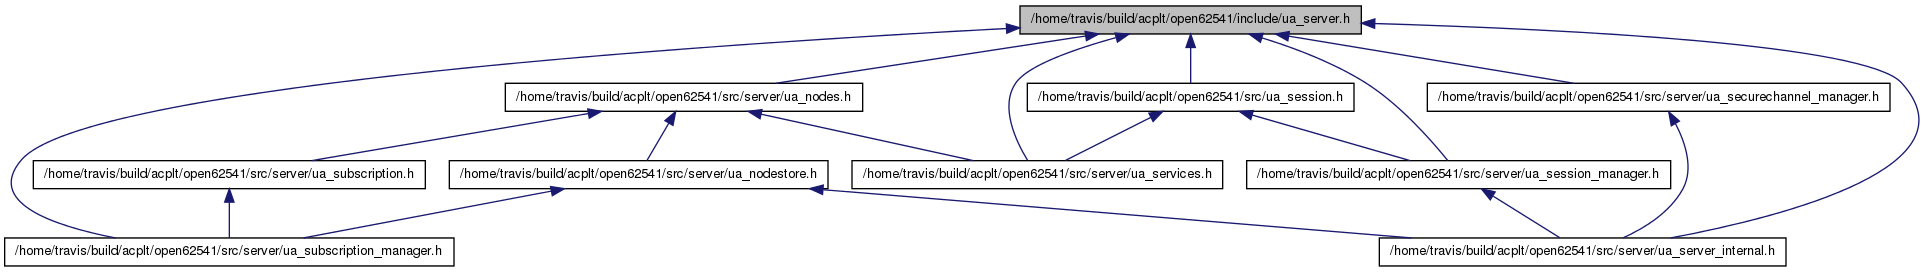 /home/travis/build/acplt/open62541/include/ua_server.h
/home/travis/build/acplt/open62541/src/server/ua_nodes.h
/home/travis/build/acplt/open62541/src/ua_session.h
/home/travis/build/acplt/open62541/src/server/ua_securechannel_manager.h
/home/travis/build/acplt/open62541/src/server/ua_subscription.h
/home/travis/build/acplt/open62541/src/server/ua_nodestore.h
/home/travis/build/acplt/open62541/src/server/ua_services.h
/home/travis/build/acplt/open62541/src/server/ua_session_manager.h
/home/travis/build/acplt/open62541/src/server/ua_subscription_manager.h
/home/travis/build/acplt/open62541/src/server/ua_server_internal.h